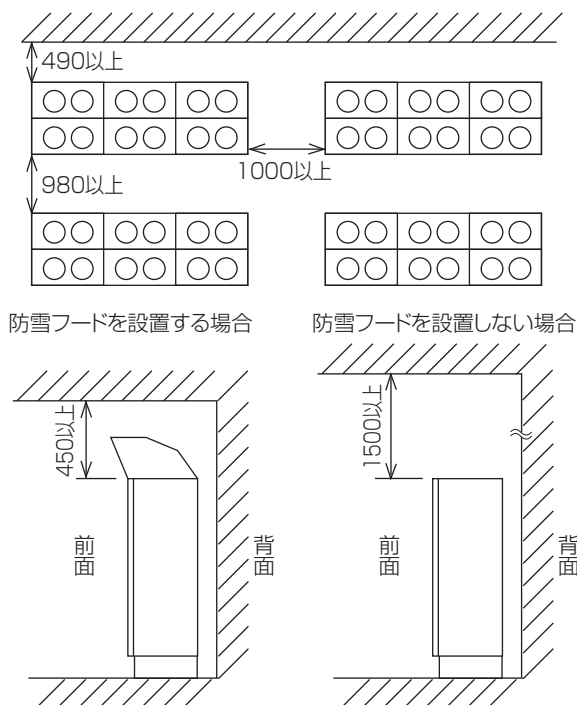 490以上
1000以上
980以上
防雪フードを設置する場合
防雪フードを設置しない場合
450以上
前面
背面
1500以上
前面
背面